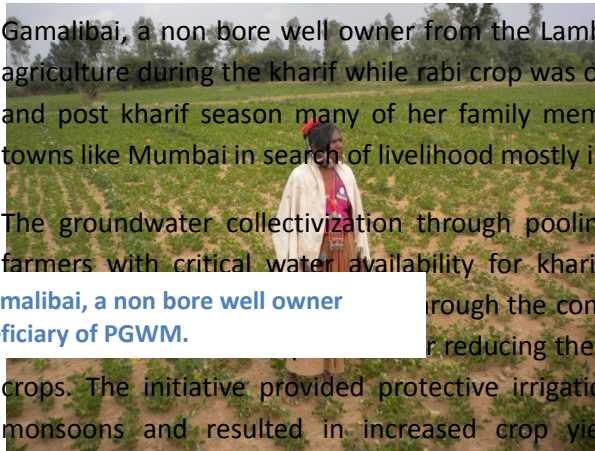 Gamalibai, a non bore well owner from the Lamb
agriculture during the kharif while rabi crop was
and post kharif season many of her family mem
towns like Mumbai in search of livelihood mostly i
The groundwater collectivization through poolin
farmers with critical water availability for khari
malibai, a non bore well owner
ficiary of PGWM.
rough the
r reducing the
crops. The initiative provided protective irrigatio
monsoons and resulted in increased crop yie